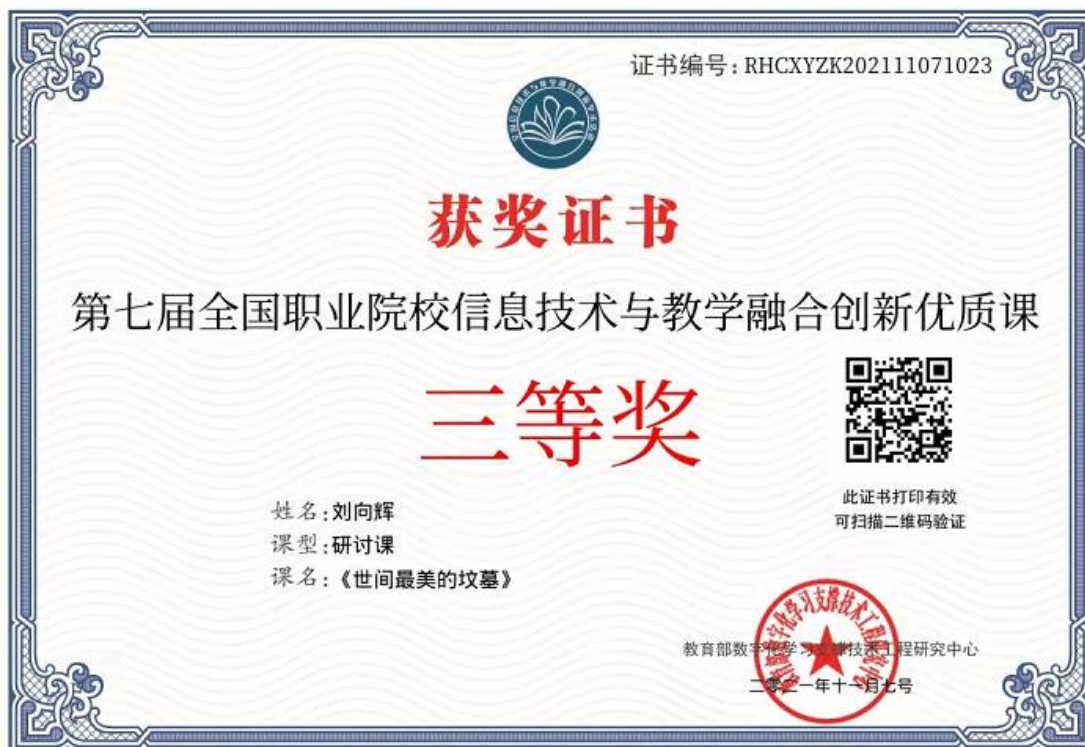 证书编号：RHCXYZK202111071023
获奖证书
第七届全国职业院校信息技术与教学融合创新优质课
三等奖
姓名：刘向辉
课型：研讨课
课名：《世间最美的坟墓》
此证书打印有效
可扫描二维码验证
教育部数字化学习支撑技术工程研究中心
二零二一年十一月七号